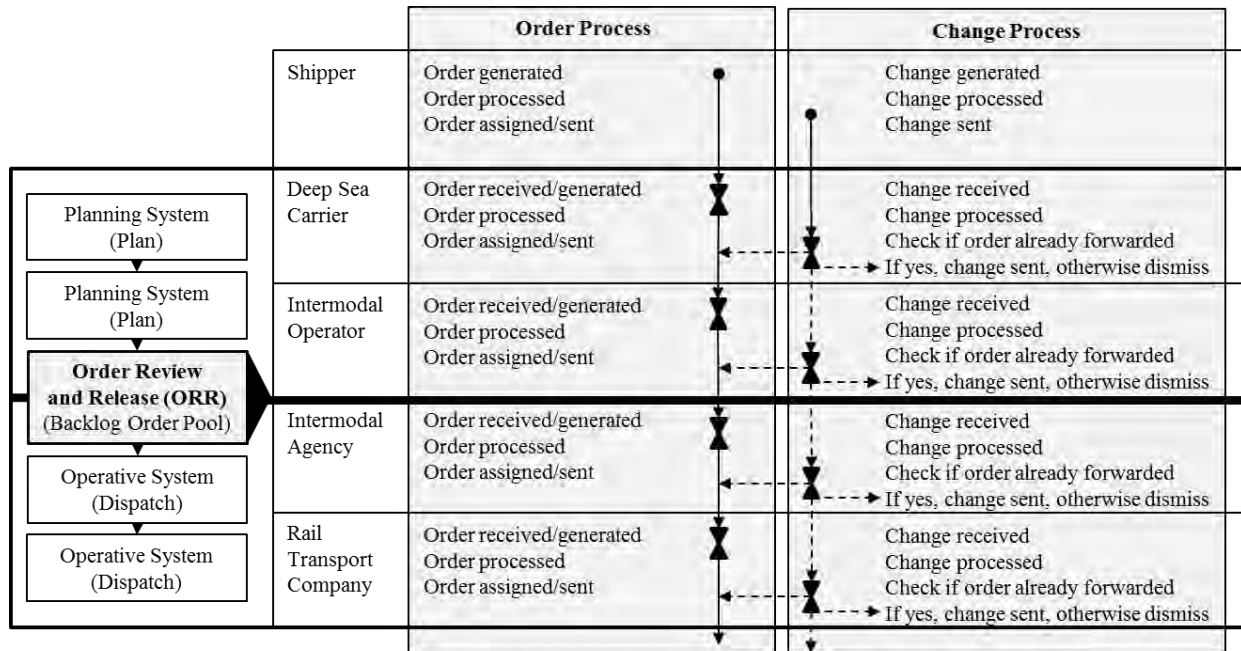 Order Process
Change Process
Shipper
Order generated
Order processed
Order assigned/sent
Change generated
Change processed
Change sent
Planning System
(Plan)
Planning System
(Plan)
Order Review
and Release (ORR)
(Backlog Order Pool)
Operative System
(Dispatch)
Operative System
(Dispatch)
Deep Sea
Carrier
Order received/generated
Order processed
Order assigned/sent
Change received
Change processed
Check if order already forwarded
If yes, change sent, otherwise dismiss
Intermodal
Operator
Order received/generated
Order processed
Order assigned/sent
Change received
Change processed
Check if order already forwarded
If yes, change sent, otherwise dismiss
Intermodal
Agency
Order received/generated
Order processed
Order assigned/sent
Change received
Change processed
Check if order already forwarded
If yes, change sent, otherwise dismiss
Rail
Transport
Company
Order received/generated
Order processed
Order assigned/sent
Change received
Change processed
Check if order already forwarded
If yes, change sent, otherwise dismiss